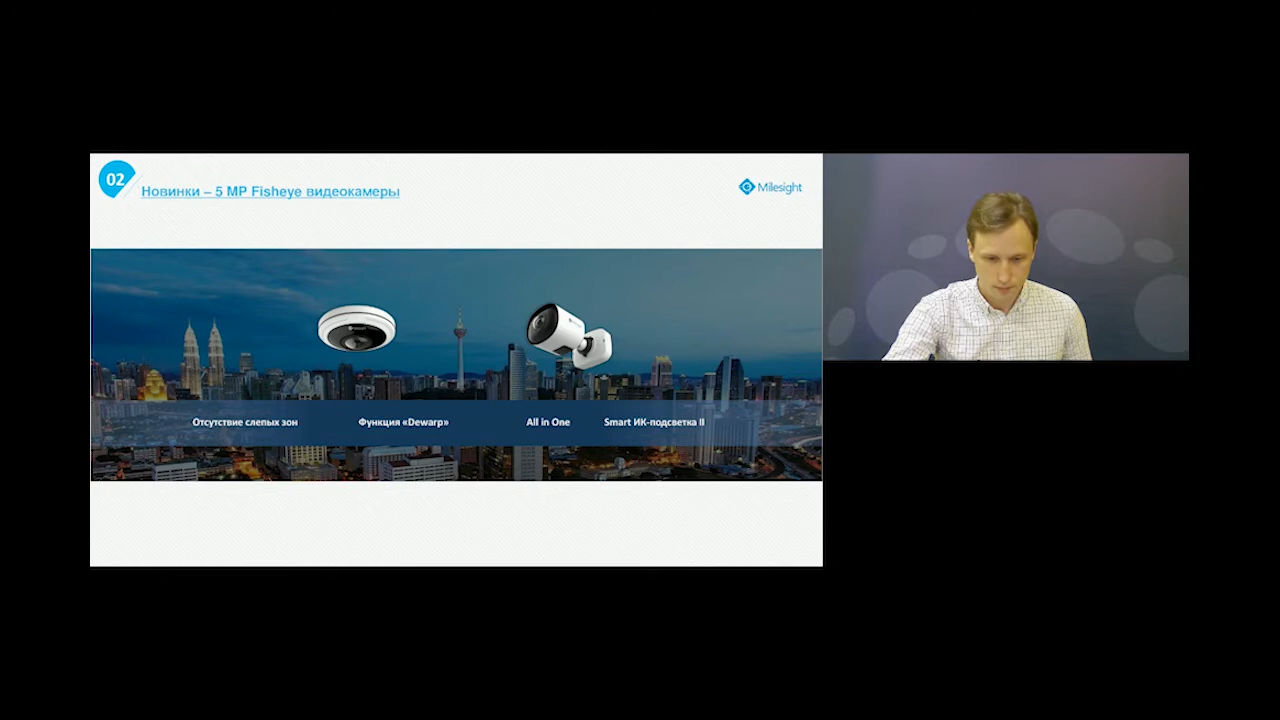 02
Новинки – 5 MP Fisheye видеокамеры
Milesight
Отсутствие слепых зон
Функция «Dewarp»
All in One
Smart ИК-подсветка II